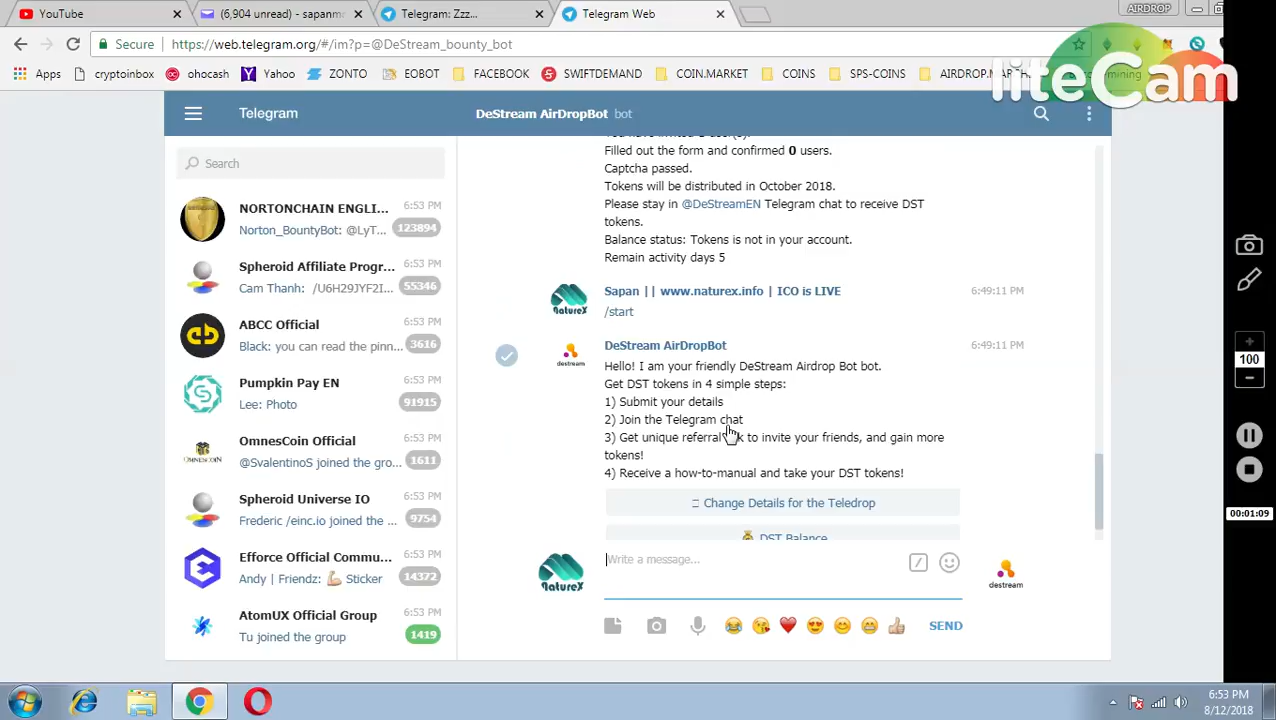 YouTube
(6,904 unread) - sapanm
Telegram: Zzz...
Telegram Web
AIRDROP
Secure
https://web.telegram.org/#/im?p=@DeStream_bounty_bot
Apps
cryptoinbox
ohocash
Yahoo
ZONTO
EOBOT
FACEBOOK
SWIFTDEMAND
COIN.MARKET
COINS
SPS-COINS
mining
liteCam
Telegram
DeStream AirDropBot bot
Search
NORTONCHAIN ENGLI...
6:53 PM
Norton_BountyBot: @LyT...
123894
Spheroid Affiliate Progr...
6:53 PM
Cam Thanh: /U6H29JYF2I...
55346
ABCC Official
6:53 PM
Black: you can read the pinn...
3616
Pumpkin Pay EN
6:53 PM
Lee: Photo
91915
OmnesCoin Official
6:53 PM
@SvalentinoS joined the gro...
1611
Spheroid Universe IO
6:53 PM
Frederic /einc.io joined the ...
9754
Efforce Official Commu...
6:53 PM
Andy | Friendz: Sticker
14372
AtomUX Official Group
6:53 PM
Tu joined the group
1419
Filled out the form and confirmed 0 users.
Captcha passed.
Tokens will be distributed in October 2018.
Please stay in @DeStreamEN Telegram chat to receive DST
tokens.
Balance status: Tokens is not in your account.
Remain activity days 5
Sapan || www.naturex.info | ICO is LIVE
6:49:11 PM
/start
NatureX
DeStream AirDropBot
6:49:11 PM
destream
Hello! I am your friendly DeStream Airdrop Bot bot.
Get DST tokens in 4 simple steps:
1) Submit your details
2) Join the Telegram chat
3) Get unique referral k to invite your friends, and gain more
tokens!
4) Receive a how-to-manual and take your DST tokens!
Change Details for the Teledrop
DST Balance
Write a message...
NatureX
destream
SEND
100
00:01:09
6:53 PM
8/12/2018